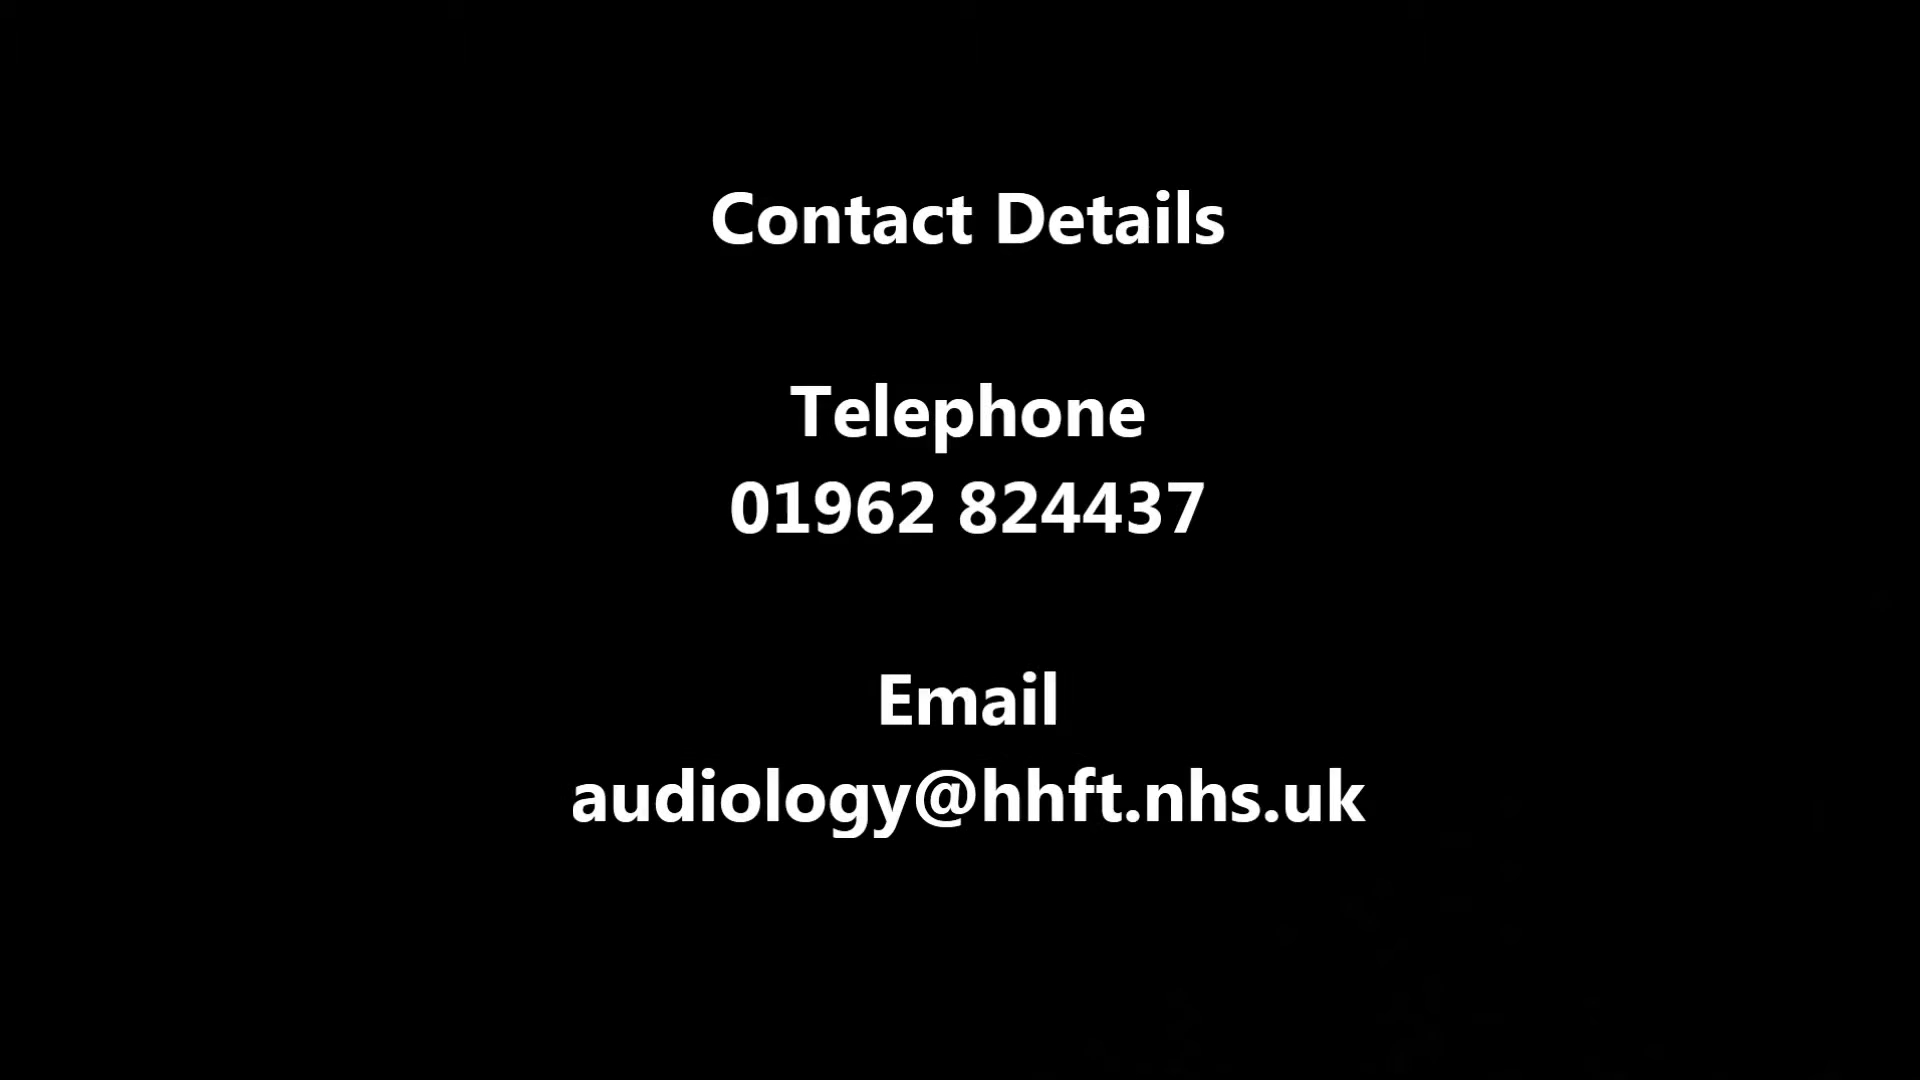 Contact Details
Telephone
01962 824437
Email
audiology@hhft.nhs.uk